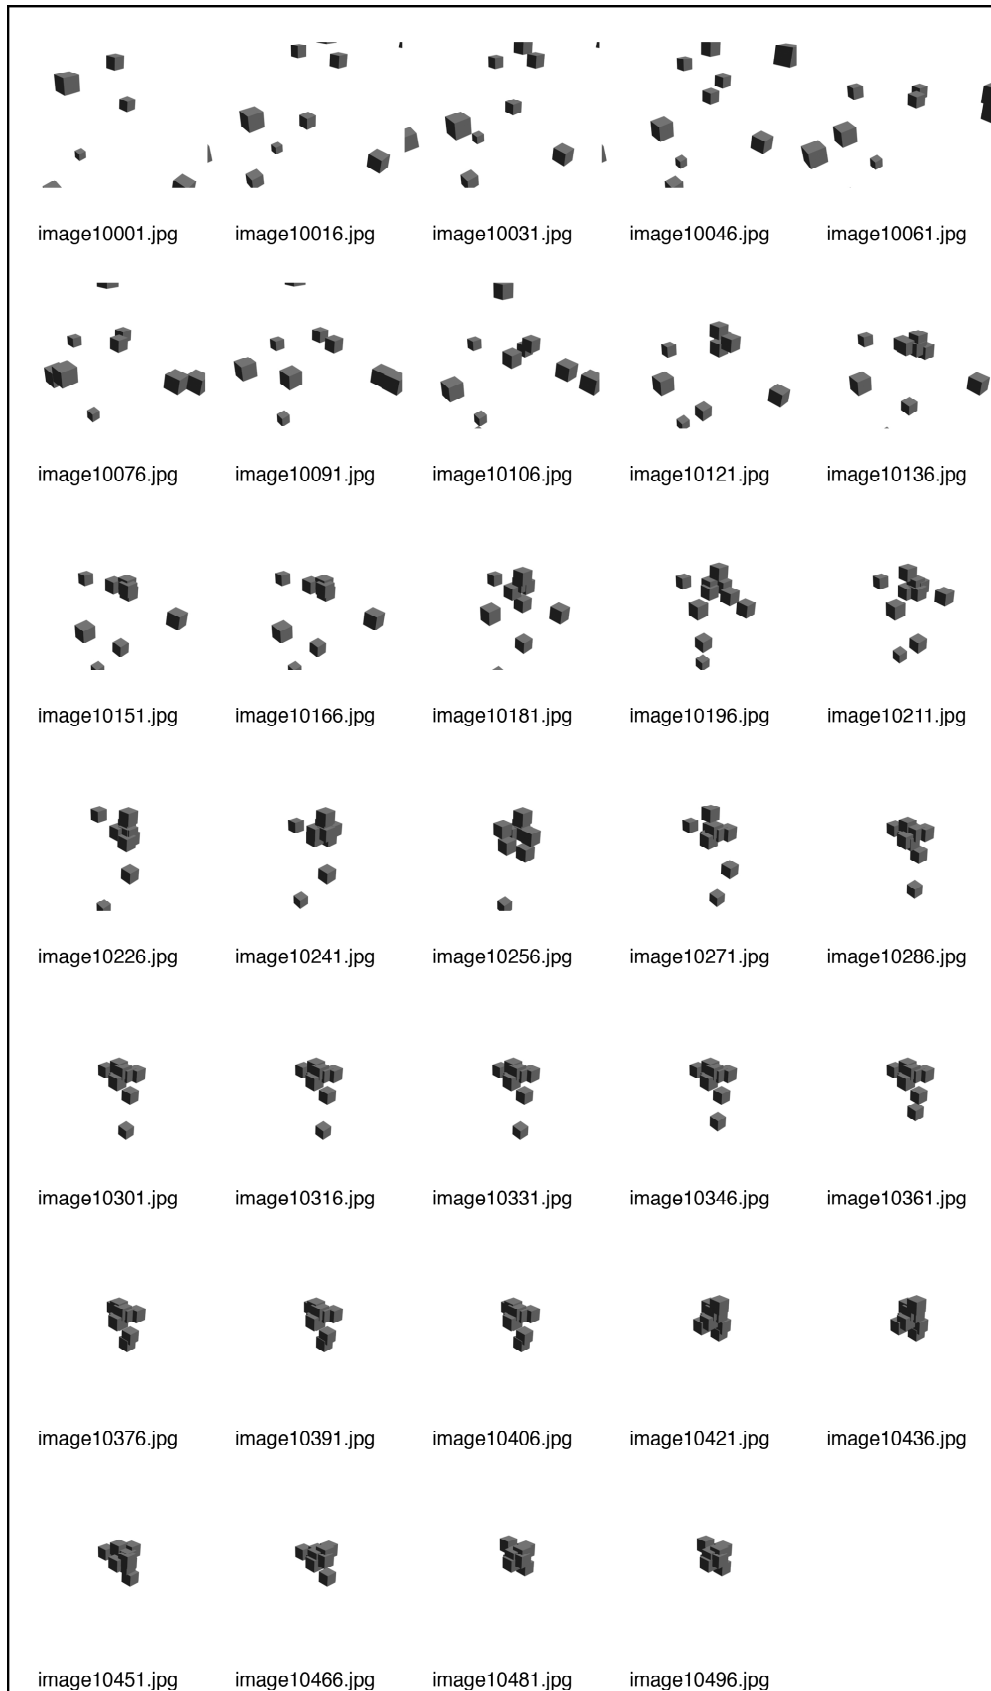 image10001.jpg image10016.jpg image10031.jpg image10046.jpg image10061.jpg
image10076.jpg image10091.jpg image10106.jpg image10121.jpg image10136.jpg
image10151.jpg image10166.jpg image10181.jpg image10196.jpg image10211.jpg
image10226.jpg image10241.jpg image10256.jpg image10271.jpg image10286.jpg
image10301.jpg image10316.jpg image10331.jpg image10346.jpg image10361.jpg
image10376.jpg image10391.jpg image10406.jpg image10421.jpg image10436.jpg
image10451.jpg image10466.jpg image10481.jpg image10496.jpg